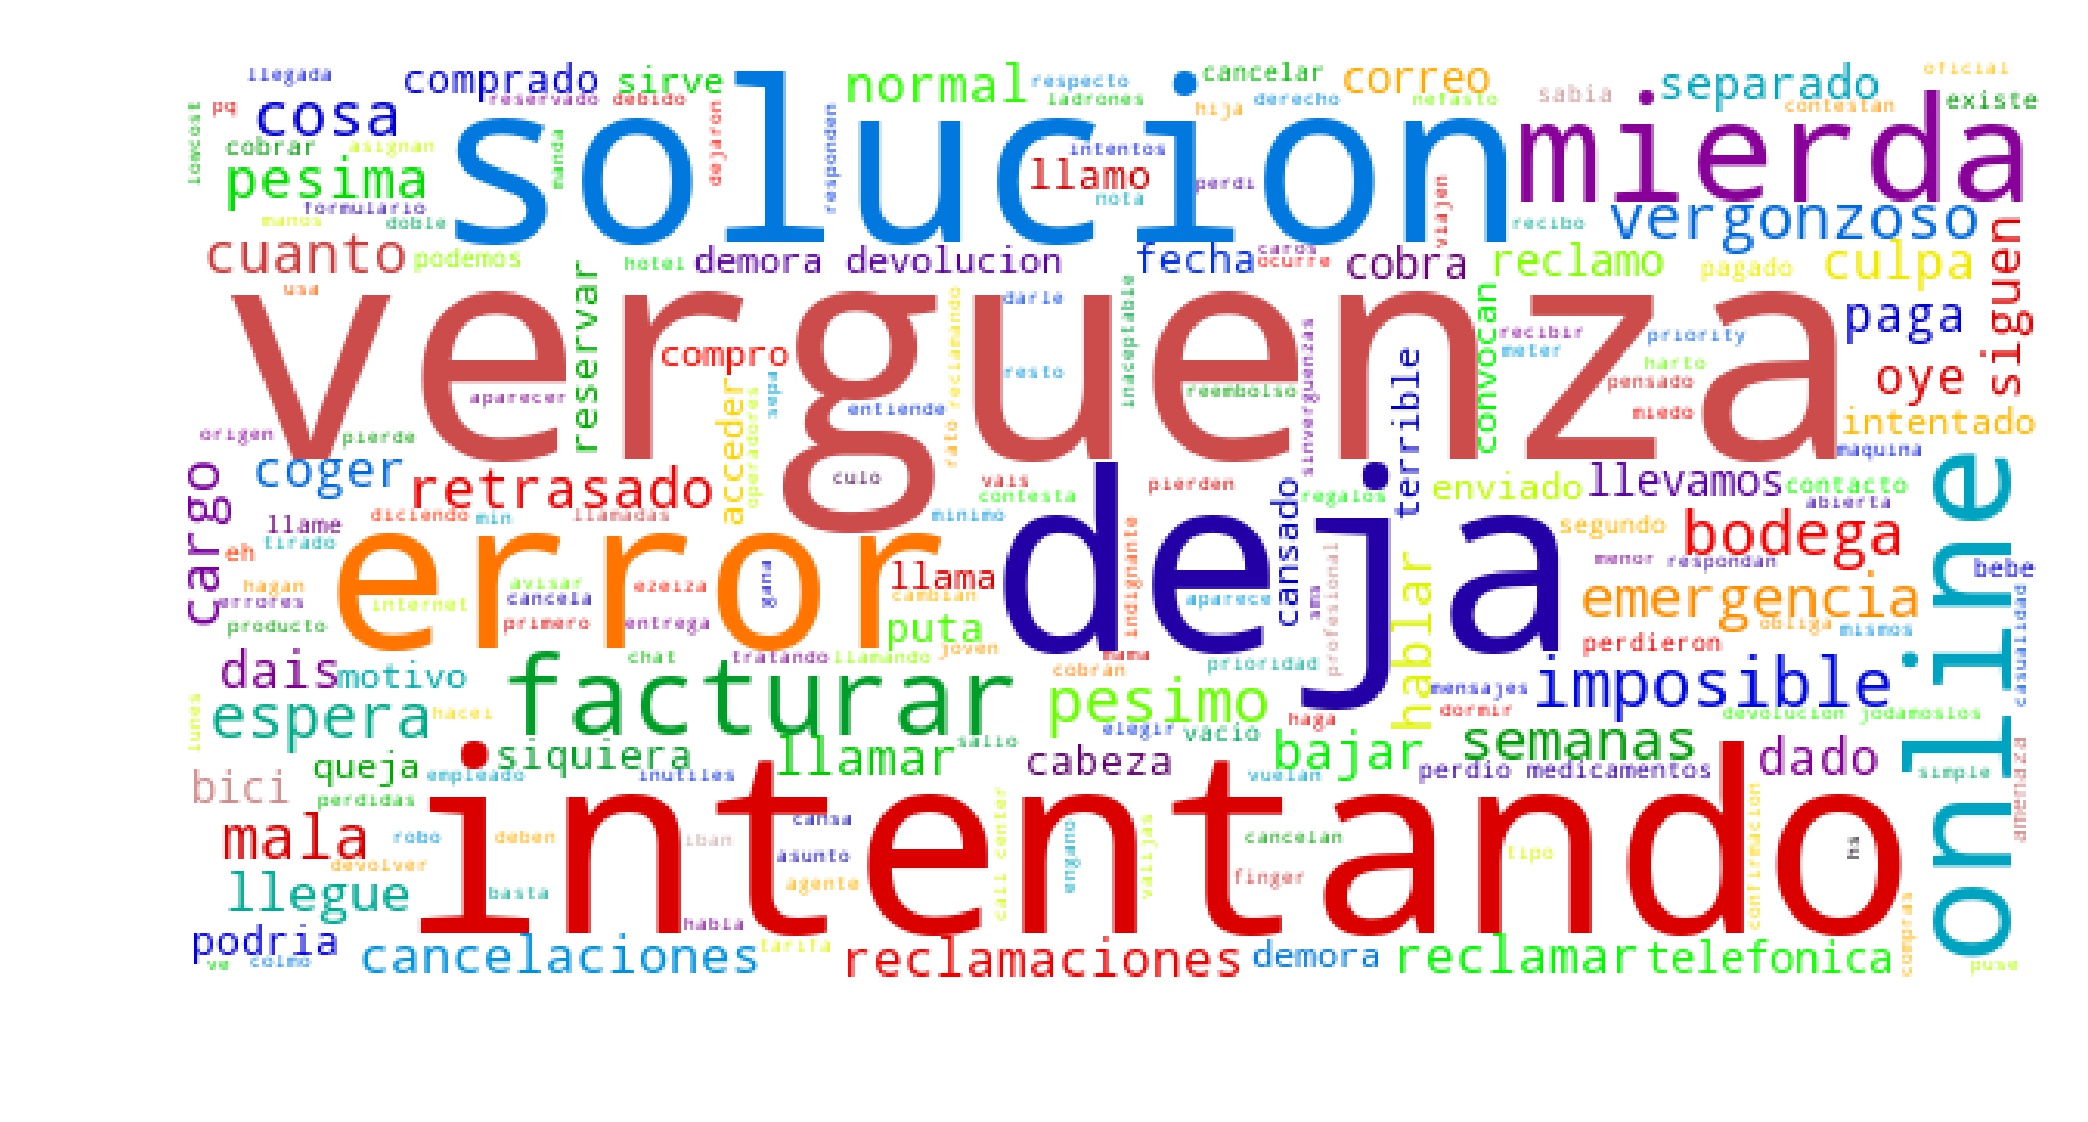 llegada comprado sirve normal respecto cancelar correo separado oficial
reservado debido ladrones hija derecho nefasto sabia contestan existe
lowcost pq cosa solucion mierda
cobrar asignan manda dejaron responden intentos
pesima llamo perdi viajen
formulario nota
manos doble recibo vergonzoso
cuanto podemos hotel demora devolucion fecha caros ocurre cobra reclamo pagado culpa siguen
usa verguenza darle
reservar compro reclamando inaceptable sinverguenzas convocan recibir priority paga
meter harto
acceder sepa resto terrible pensado oye
aparecer operadores entiende reembolso miedo intentado
origen pierde rato maquina
cargo coger retrasado culo vais pierden enviado llevamos contacto
contesta regalos abierta
llame diciendo min llamadas minimo cansado segundo bodega online
tirado error deja
eh llama indignante profesional hablar menor respondan bebe
hagan avisar ezeiza gana cambian ama emergencia
errores internet cancela aparece casualidad
producto primero entrega puta obliga mismos
joven perdieron
dais motivo chat tratando llamando mama cobran prioridad imposible
facturar pesimo mensajes
lunes espera hacei haga dormir devolucion jodamoslos
elegir vacio
siquiera llamar salio cabeza bajar semanas dado
bici queja empleado inutiles vuelan perdio medicamentos simple amenaza
perdidas intentando
mala robo deben iban cansa call center engano valijas cancelan confirmacion hs
devolver asunto tipo
llegue basta agente finger compras
habia
podria cancelaciones tarifa reclamaciones demora reclamar telefonica
ve colmo puse